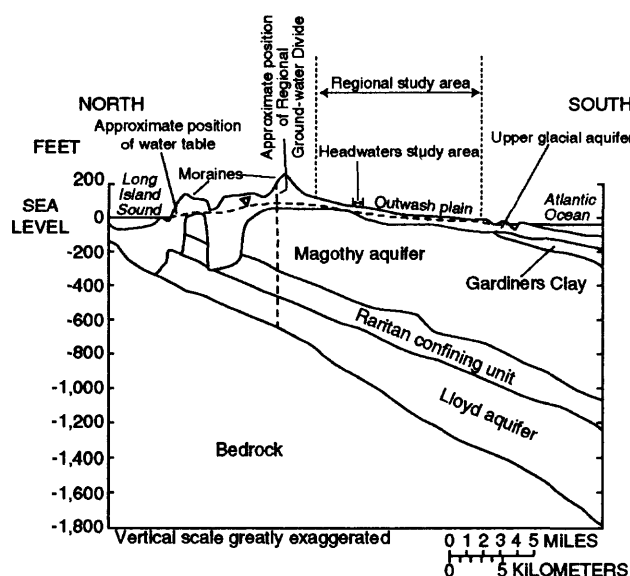 NORTH
SOUTH
FEET
SEA
LEVEL
Approximate position
of Regional
Ground-water Divide
Regional study area
Approximate position
of water table
Headwaters study area
Upper glacial aquifer
Long
Island
Sound
Moraines
Outwash plain
Atlantic
Ocean
Magothy aquifer
Gardiners Clay
Raritan confining unit
Lloyd aquifer
Bedrock
200
0
-200
-400
-600
-800
-1,000
-1,200
-1,400
-1,600
-1,800
Vertical scale greatly exaggerated
0 1 2 3 4 5 MILES
0 5 KILOMETERS